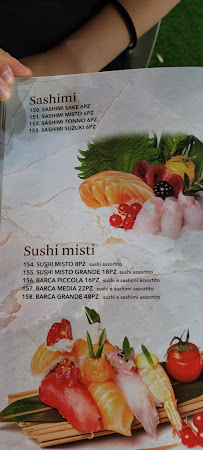 Sashimi
150. SASHIMI SAKE 6PZ
151. SASHIMI MISTO 6PZ
152. SASHIMI TONNO 6PZ
153. SASHIMI SUZUKI 6PZ
Sushi misti
154. SUSHI MISTO 8PZ sushi assortito
155. SUSHI MISTO GRANDE 18PZ sushi assortito
156. BARCA PICCOLA 16PZ sushi e sashimi assortito
157. BARCA MEDIA 22PZ sushi e sashimi assortito
158. BARCA GRANDE 48PZ sushi e sashimi assortito